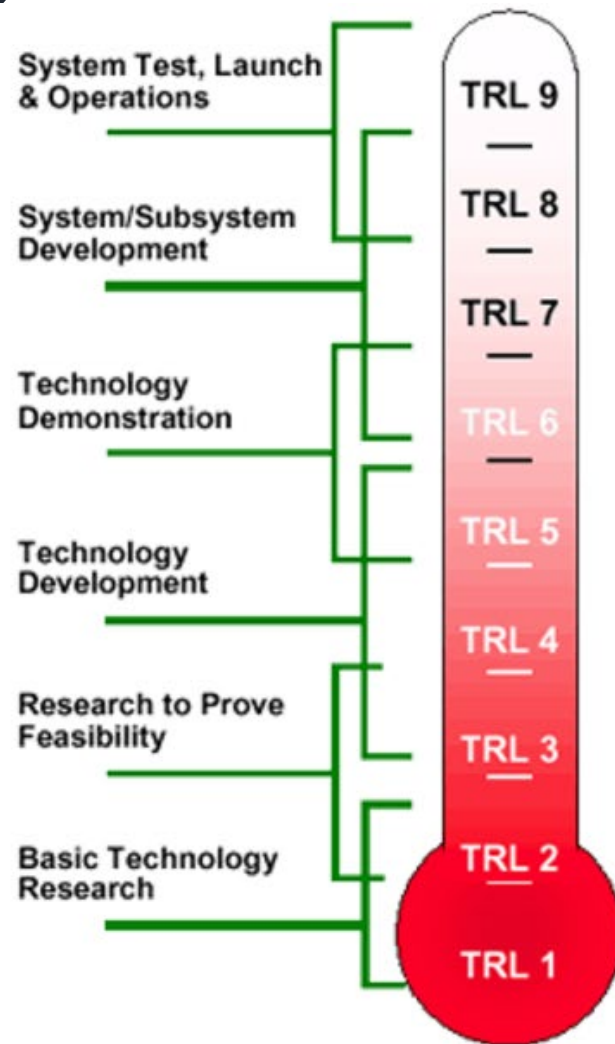 System Test, Launch
& Operations
System/Subsystem
Development
Technology
Demonstration
Technology
Development
Research to Prove
Feasibility
Basic Technology
Research
TRL 9
TRL 8
TRL 7
TRL 6
TRL 5
TRL 4
TRL 3
TRL 2
TRL 1